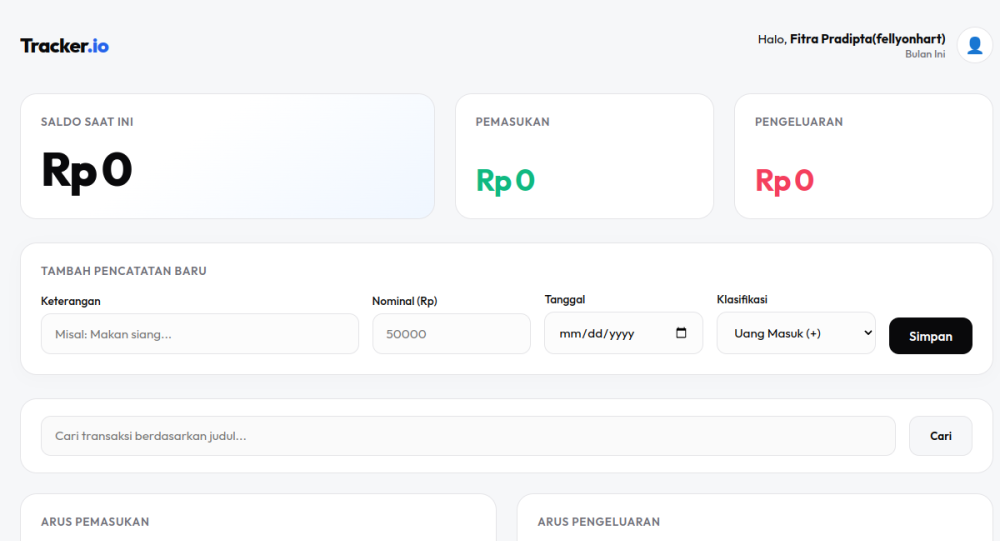 Tracker.io
Halo, Fitra Pradipta(fellyonhart)
Bulan Ini
SALDO SAAT INI
Rp 0
PEMASUKAN
Rp 0
PENGELUARAN
Rp 0
TAMBAH PENCATATAN BARU
Keterangan
Misal: Makan siang...
Nominal (Rp)
50000
Tanggal
mm/dd/yyyy
Klasifikasi
Uang Masuk (+)
Simpan
Cari transaksi berdasarkan judul...
Cari
ARUS PEMASUKAN
ARUS PENGELUARAN